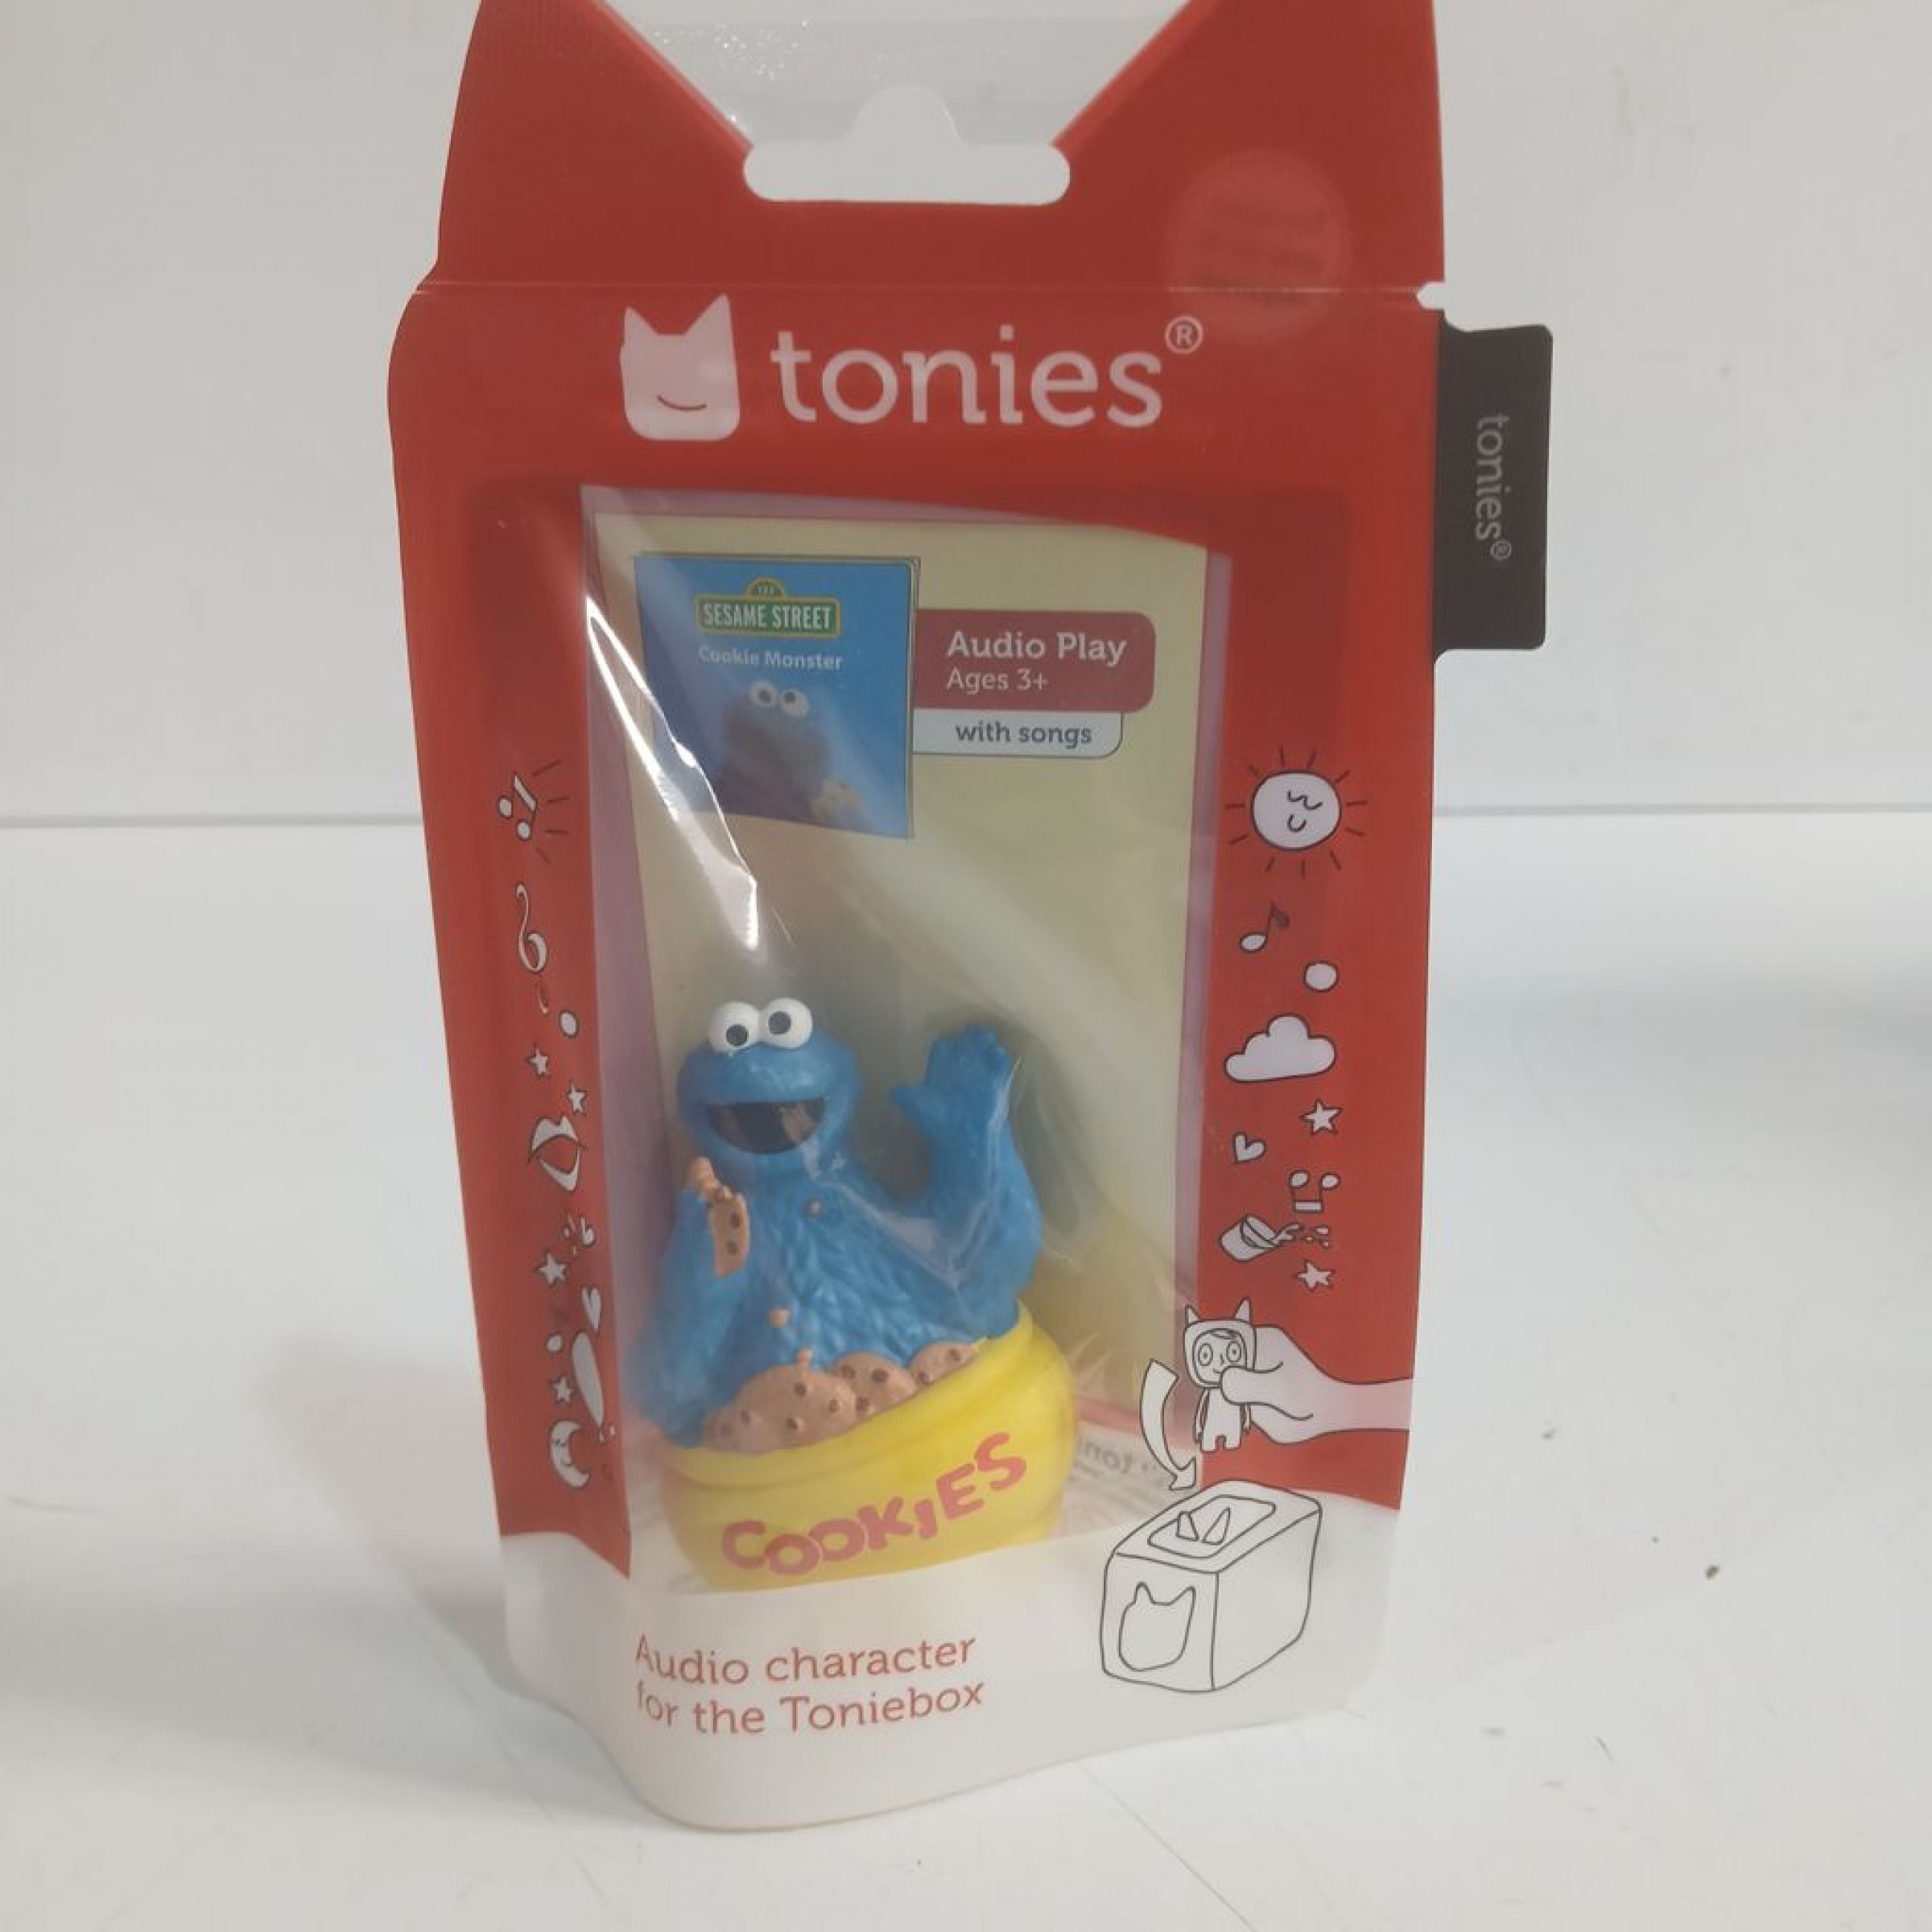 tonies®
tonies®
SESAME STREET
Cookie Monster
Audio Play
Ages 3+
with songs
COOKIES
Audio character
for the Toniebox